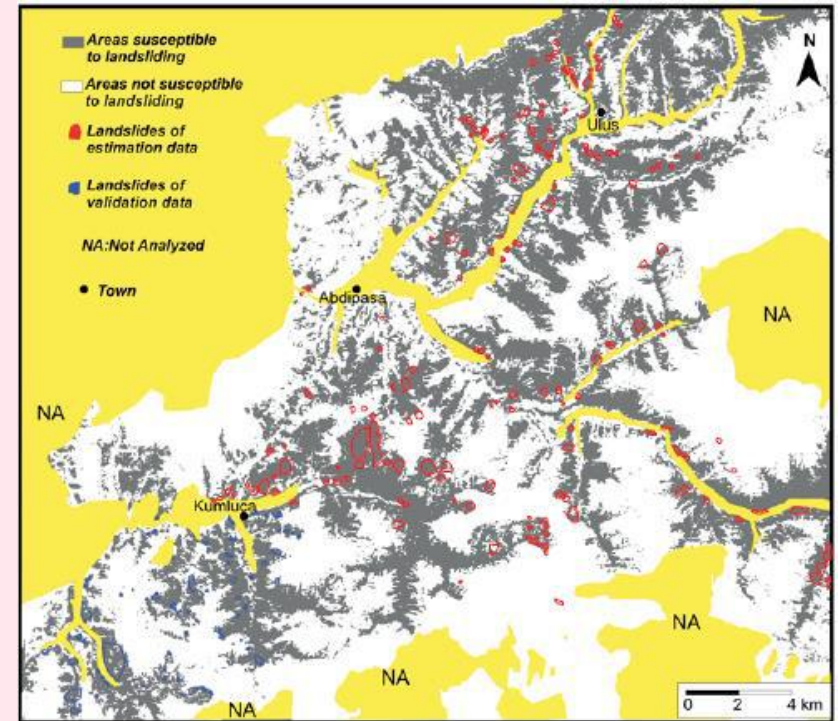 Areas susceptible
to landsliding
Areas not susceptible
to landsliding
Landslides of
estimation data
Landslides of
validation data
NA:Not Analyzed
Town
N
Ulus
Abdipasa
NA
NA
Kumluca
NA
NA
NA
0 2 4 km